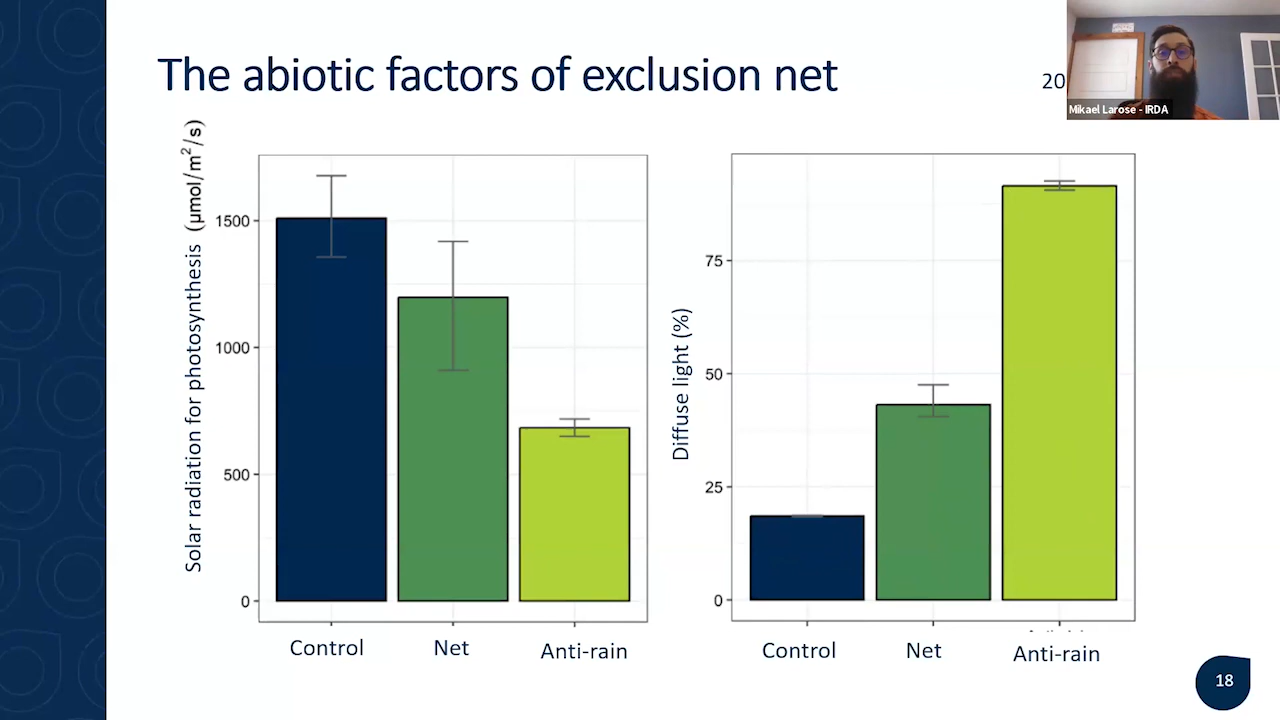 The abiotic factors of exclusion net
20
Mikael Larose - IRDA
Solar radiation for photosynthesis (µmol/m²/s)
1500
1000
500
0
Control
Net
Anti-rain
Diffuse light (%)
75
50
25
0
Control
Net
Anti-rain
18